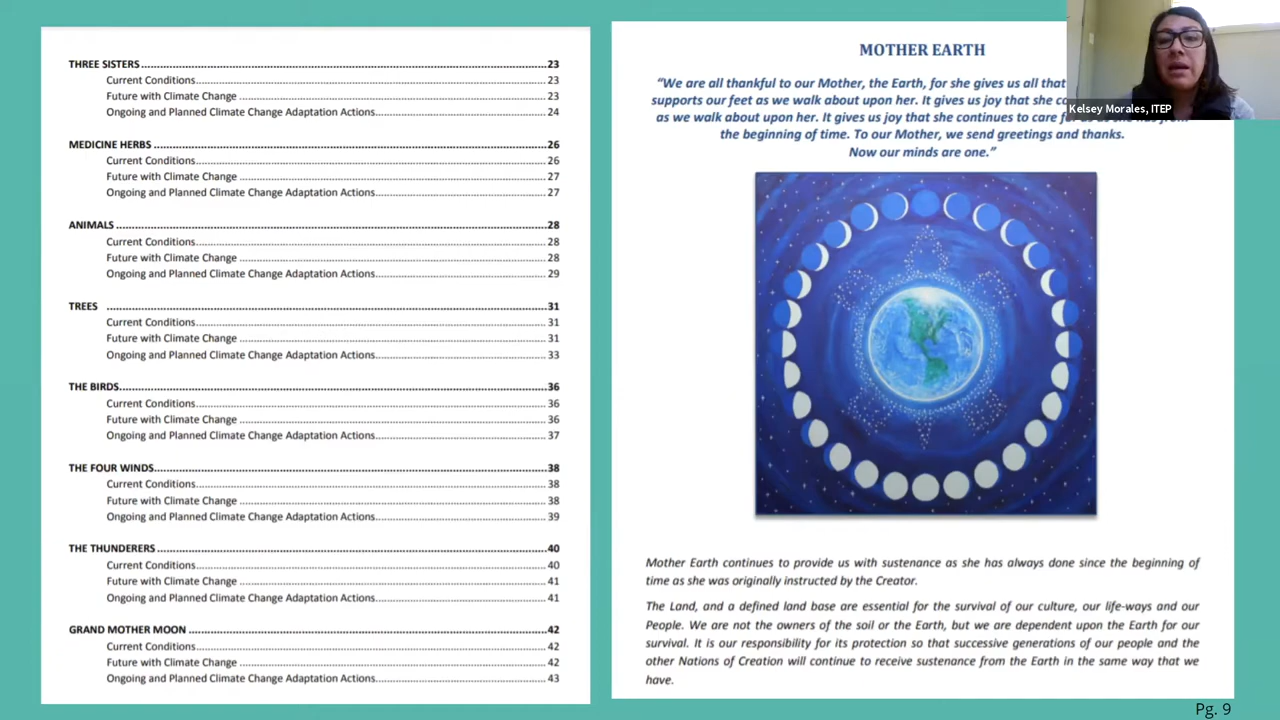 THREE SISTERS 23
Current Conditions 23
Future with Climate Change 23
Ongoing and Planned Climate Change Adaptation Actions 24
MEDICINE HERBS 26
Current Conditions 26
Future with Climate Change 27
Ongoing and Planned Climate Change Adaptation Actions 27
ANIMALS 28
Current Conditions 28
Future with Climate Change 28
Ongoing and Planned Climate Change Adaptation Actions 29
TREES 31
Current Conditions 31
Future with Climate Change 31
Ongoing and Planned Climate Change Adaptation Actions 33
THE BIRDS 36
Current Conditions 36
Future with Climate Change 36
Ongoing and Planned Climate Change Adaptation Actions 37
THE FOUR WINDS 38
Current Conditions 38
Future with Climate Change 38
Ongoing and Planned Climate Change Adaptation Actions 39
THE THUNDERERS 40
Current Conditions 40
Future with Climate Change 41
Ongoing and Planned Climate Change Adaptation Actions 41
GRAND MOTHER MOON 42
Current Conditions 42
Future with Climate Change 42
Ongoing and Planned Climate Change Adaptation Actions 43
MOTHER EARTH
“We are all thankful to our Mother, the Earth, for she gives us all that
supports our feet as we walk about upon her. It gives us joy that she
as we walk about upon her. It gives us joy that she continues to care
the beginning of time. To our Mother, we send greetings and thanks.
Now our minds are one.”
Mother Earth continues to provide us with sustenance as she has always done since the beginning of
time as she was originally instructed by the Creator.
The Land, and a defined land base are essential for the survival of our culture, our life-ways and our
People. We are not the owners of the soil or the Earth, but we are dependent upon the Earth for our
survival. It is our responsibility for its protection so that successive generations of our people and the
other Nations of Creation will continue to receive sustenance from the Earth in the same way that we
have.
Kelsey Morales, ITEP
Pg. 9